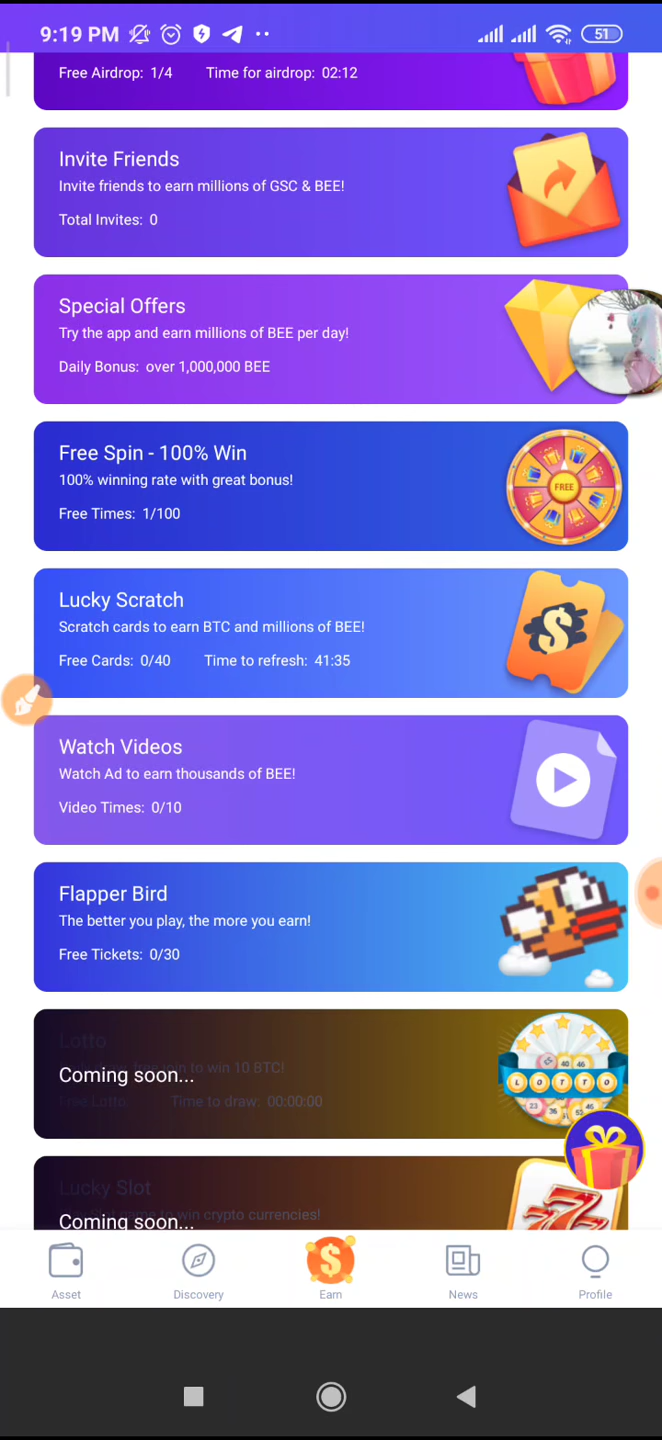 9:19 PM
51
Free Airdrop: 1/4 Time for airdrop: 02:12
Invite Friends
Invite friends to earn millions of GSC & BEE!
Total Invites: 0
Special Offers
Try the app and earn millions of BEE per day!
Daily Bonus: over 1,000,000 BEE
Free Spin - 100% Win
100% winning rate with great bonus!
FREE
Free Times: 1/100
Lucky Scratch
Scratch cards to earn BTC and millions of BEE!
Free Cards: 0/40 Time to refresh: 41:35
Watch Videos
Watch Ad to earn thousands of BEE!
Video Times: 0/10
Flapper Bird
The better you play, the more you earn!
Free Tickets: 0/30
Lotto
to win 10 BTC!
Coming soon...
LOTTO
Free Lotto Time to draw: 00:00:00
Lucky Slot
game to win crypto currencies!
Coming soon...
Asset
Discovery
Earn
News
Profile